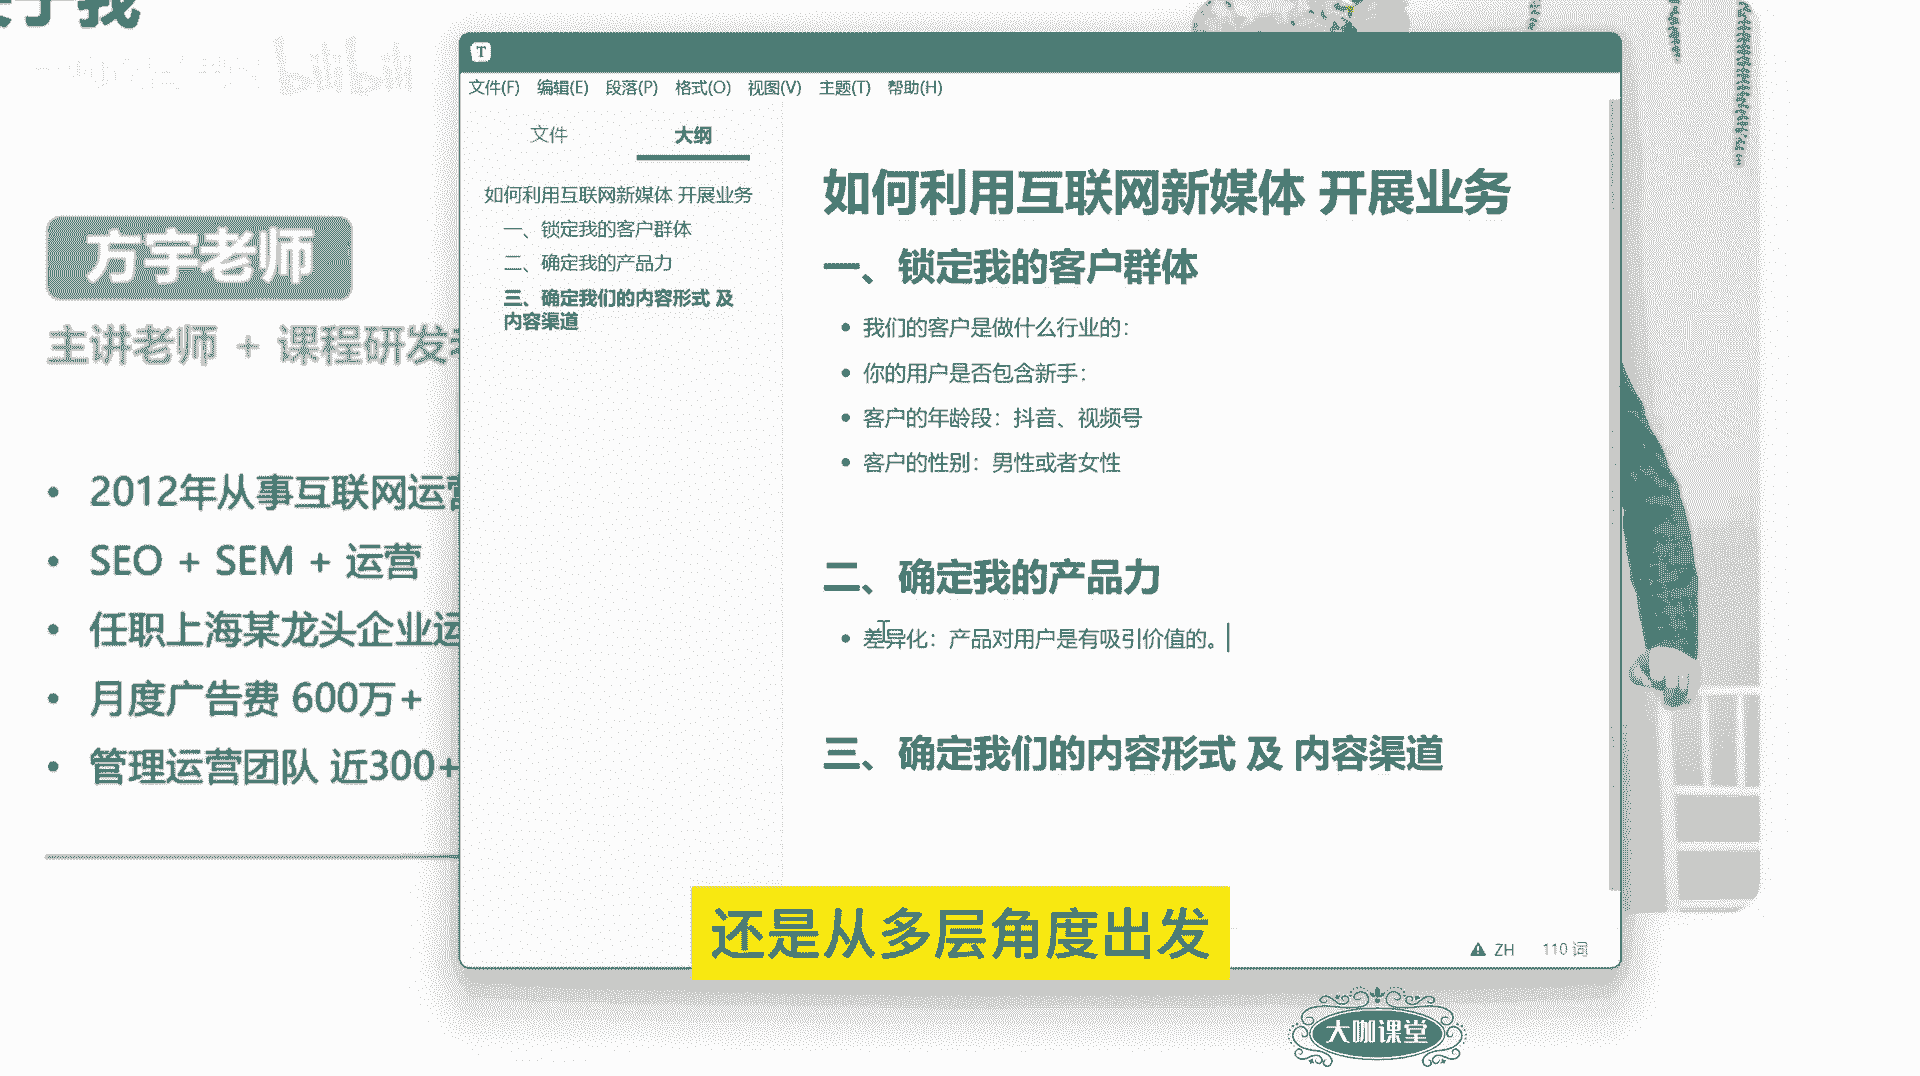 于我
bilibili
方宇老师
主讲老师 + 课程研发
2012年从事互联网运营
SEO + SEM + 运营
任职上海某龙头企业运
月度广告费 600万+
管理运营团队 近300+
T
文件(F) 编辑(E) 段落(P) 格式(O) 视图(V) 主题(T) 帮助(H)
文件 大纲
如何利用互联网新媒体 开展业务
一、锁定我的客户群体
二、确定我的产品力
三、确定我们的内容形式 及
内容渠道
如何利用互联网新媒体 开展业务
一、锁定我的客户群体
我们的客户是做什么行业的：
你的用户是否包含新手：
客户的年龄段：抖音、视频号
客户的性别：男性或者女性
二、确定我的产品力
差异化：产品对用户是有吸引价值的。
三、确定我们的内容形式 及 内容渠道
ZH 110 词
还是从多层角度出发
大咖课堂